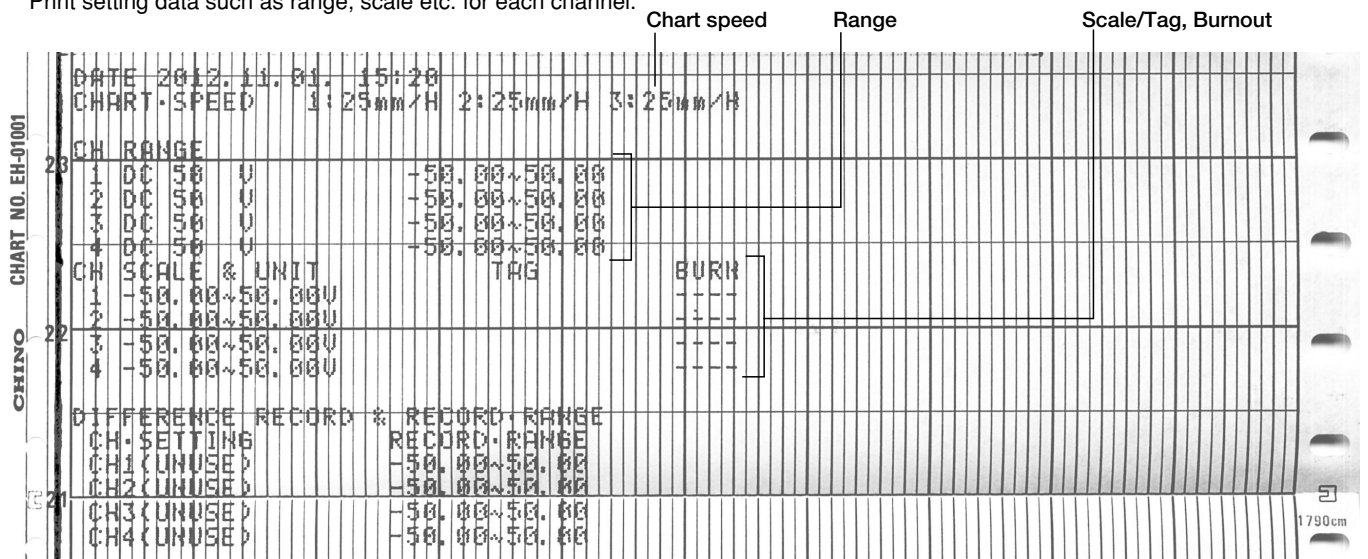 Print setting data such as range, scale etc. for each channel.
Chart speed Range Scale/Tag, Burnout
DATE 2012.11.01. 15:20
CHART·SPEED 1:25mm/H 2:25mm/H 3:25mm/H
CH RANGE
23
1 DC 50 V -50.00~50.00
2 DC 50 V -50.00~50.00
3 DC 50 V -50.00~50.00
4 DC 50 V -50.00~50.00
CH SCALE & UNIT TAG BURN
1 -50.00~50.00V ----
2 -50.00~50.00V ----
22
3 -50.00~50.00V ----
4 -50.00~50.00V ----
DIFFERENCE RECORD & RECORD·RANGE
CH·SETTING RECORD·RANGE
CH1(UNUSE) -50.00~50.00
CH2(UNUSE) -50.00~50.00
21
CH3(UNUSE) -50.00~50.00
CH4(UNUSE) -50.00~50.00
CHART NO. EH-01001
CHINO
1790cm